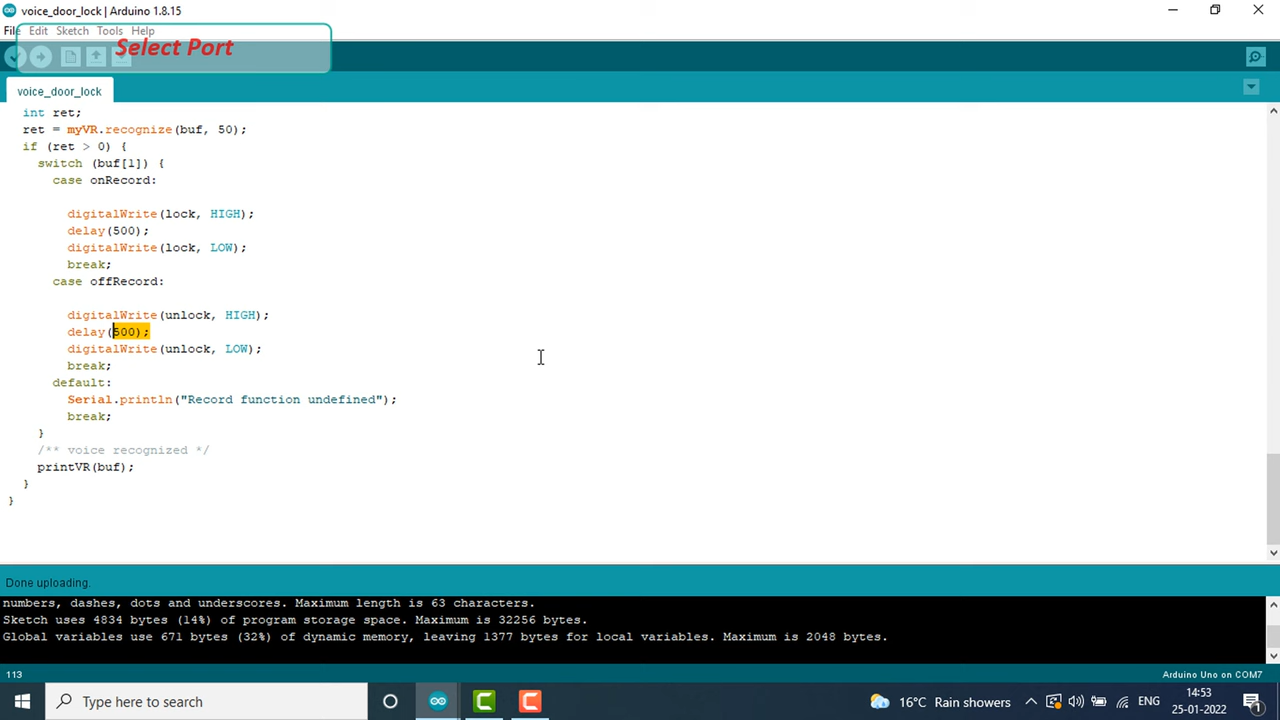 voice_door_lock | Arduino 1.8.15
File Edit Sketch Tools Help
Select Port
voice_door_lock
int ret;
ret = myVR.recognize(buf, 50);
if (ret > 0) {
switch (buf[1]) {
case onRecord:
digitalWrite(lock, HIGH);
delay(500);
digitalWrite(lock, LOW);
break;
case offRecord:
digitalWrite(unlock, HIGH);
delay(500);
digitalWrite(unlock, LOW);
break;
default:
Serial.println("Record function undefined");
break;
}
/** voice recognized */
printVR(buf);
}
}
Done uploading.
numbers, dashes, dots and underscores. Maximum length is 63 characters.
Sketch uses 4834 bytes (14%) of program storage space. Maximum is 32256 bytes.
Global variables use 671 bytes (32%) of dynamic memory, leaving 1377 bytes for local variables. Maximum is 2048 bytes.
113 Arduino Uno on COM7
Type here to search 16°C Rain showers ENG 14:53
25-01-2022 1